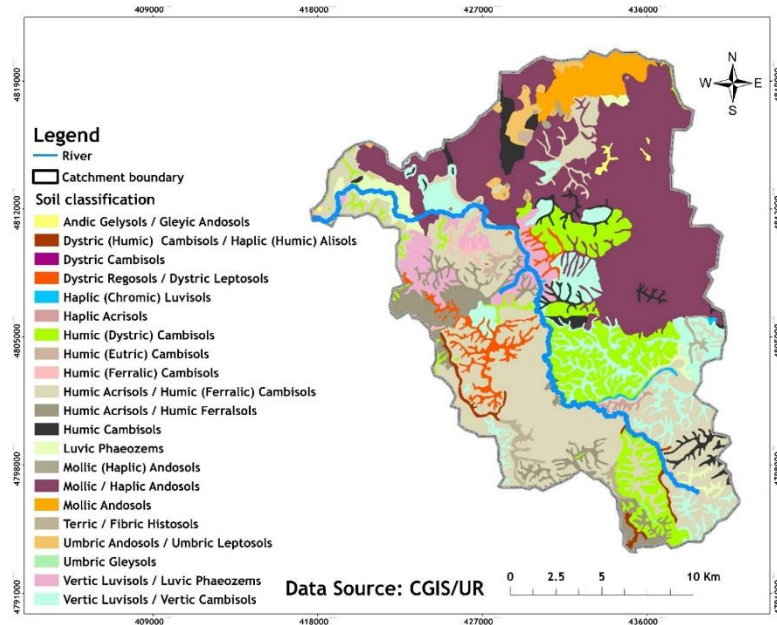 409000 418000 427000 436000
4819000 4819000
N
W E
S
Legend
River
Catchment boundary
Soil classification
4812000 4812000
Andic Gelysols / Gleyic Andosols
Dystric (Humic) Cambisols / Haplic (Humic) Alisols
Dystric Cambisols
Dystric Regosols / Dystric Leptosols
Haplic (Chromic) Luvisols
Haplic Acrisols
4805000 4805000
Humic (Dystric) Cambisols
Humic (Eutric) Cambisols
Humic (Ferralic) Cambisols
Humic Acrisols / Humic (Ferralic) Cambisols
Humic Acrisols / Humic Ferralsols
Humic Cambisols
Luvic Phaeozems
4798000 4798000
Mollic (Haplic) Andosols
Mollic / Haplic Andosols
Mollic Andosols
Terric / Fibric Histosols
Umbric Andosols / Umbric Leptosols
Umbric Gleysols
Vertic Luvisols / Luvic Phaeozems
Vertic Luvisols / Vertic Cambisols
Data Source: CGIS/UR
0 2.5 5 10 Km
4791000 4791000
409000 418000 427000 436000